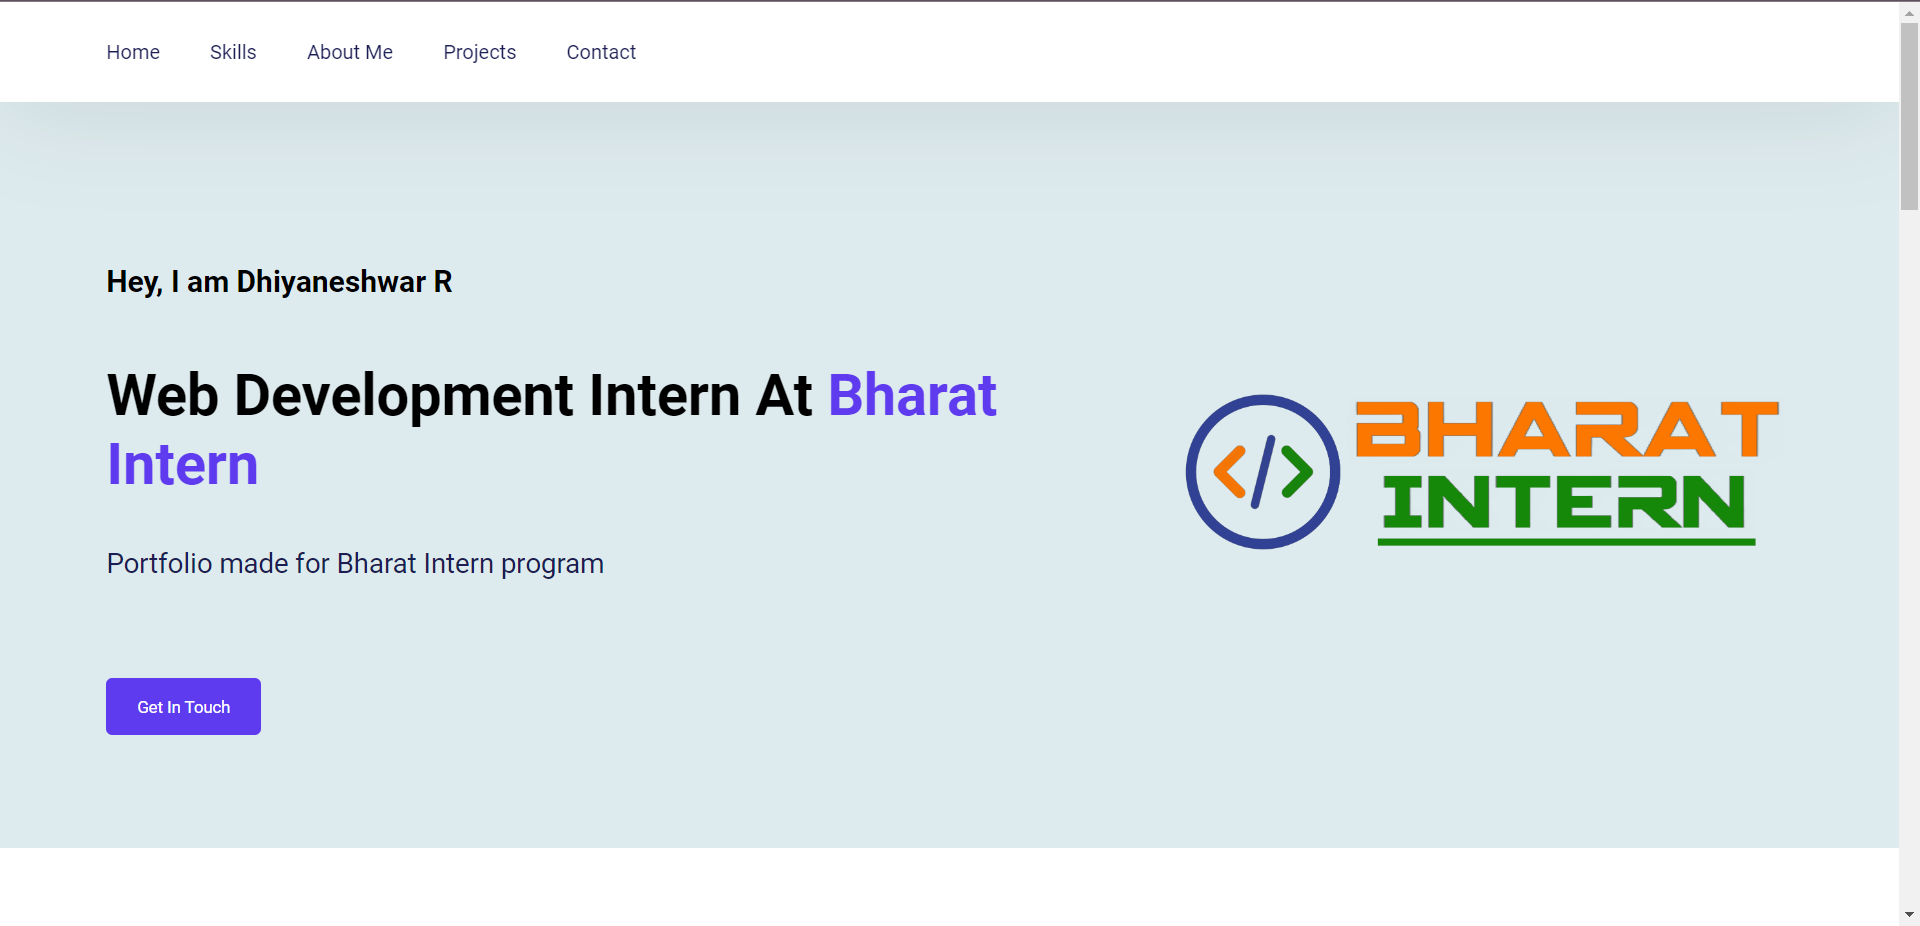 Home Skills About Me Projects Contact
Hey, I am Dhiyaneshwar R
Web Development Intern At Bharat
Intern
Portfolio made for Bharat Intern program
Get In Touch
</>
BHARAT
INTERN